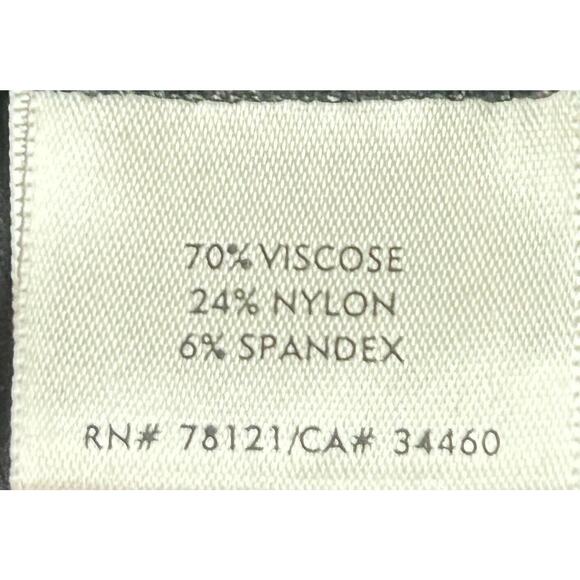 70% VISCOSE
24% NYLON
6% SPANDEX
RN# 78121/CA# 34460